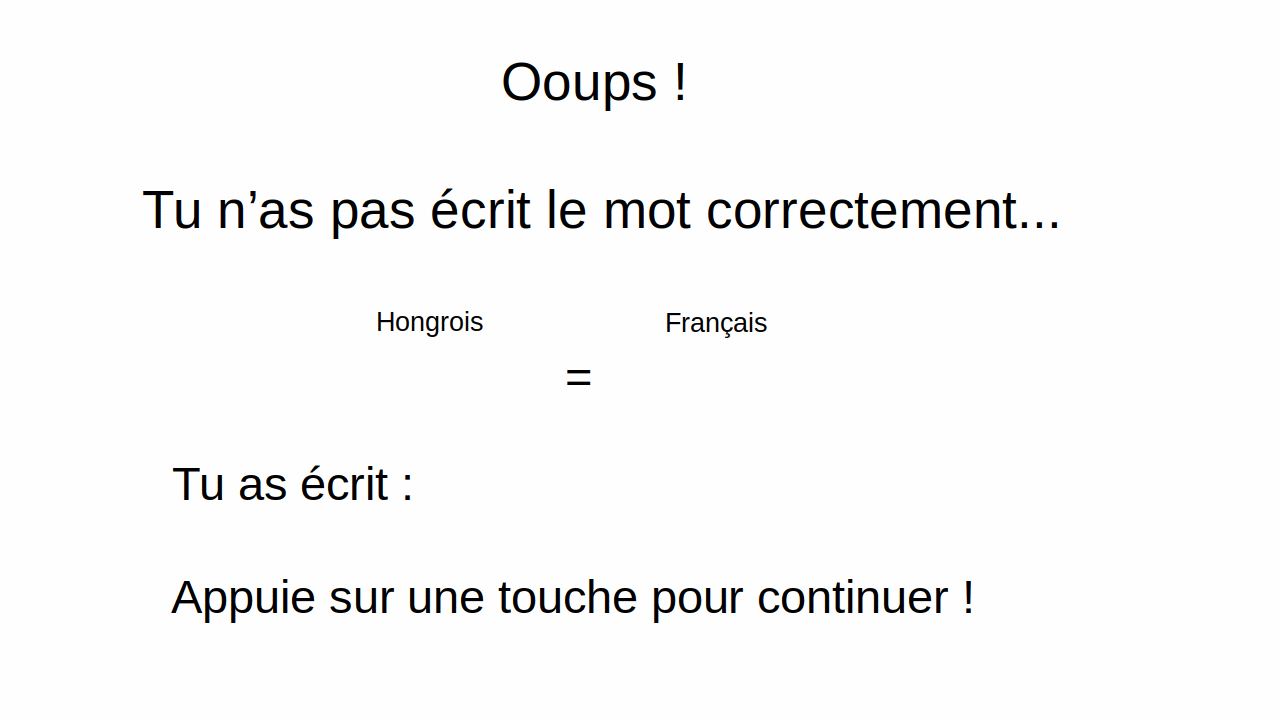 Ooups !
Tu n’as pas écrit le mot correctement...
Hongrois Français
=
Tu as écrit :
Appuie sur une touche pour continuer !